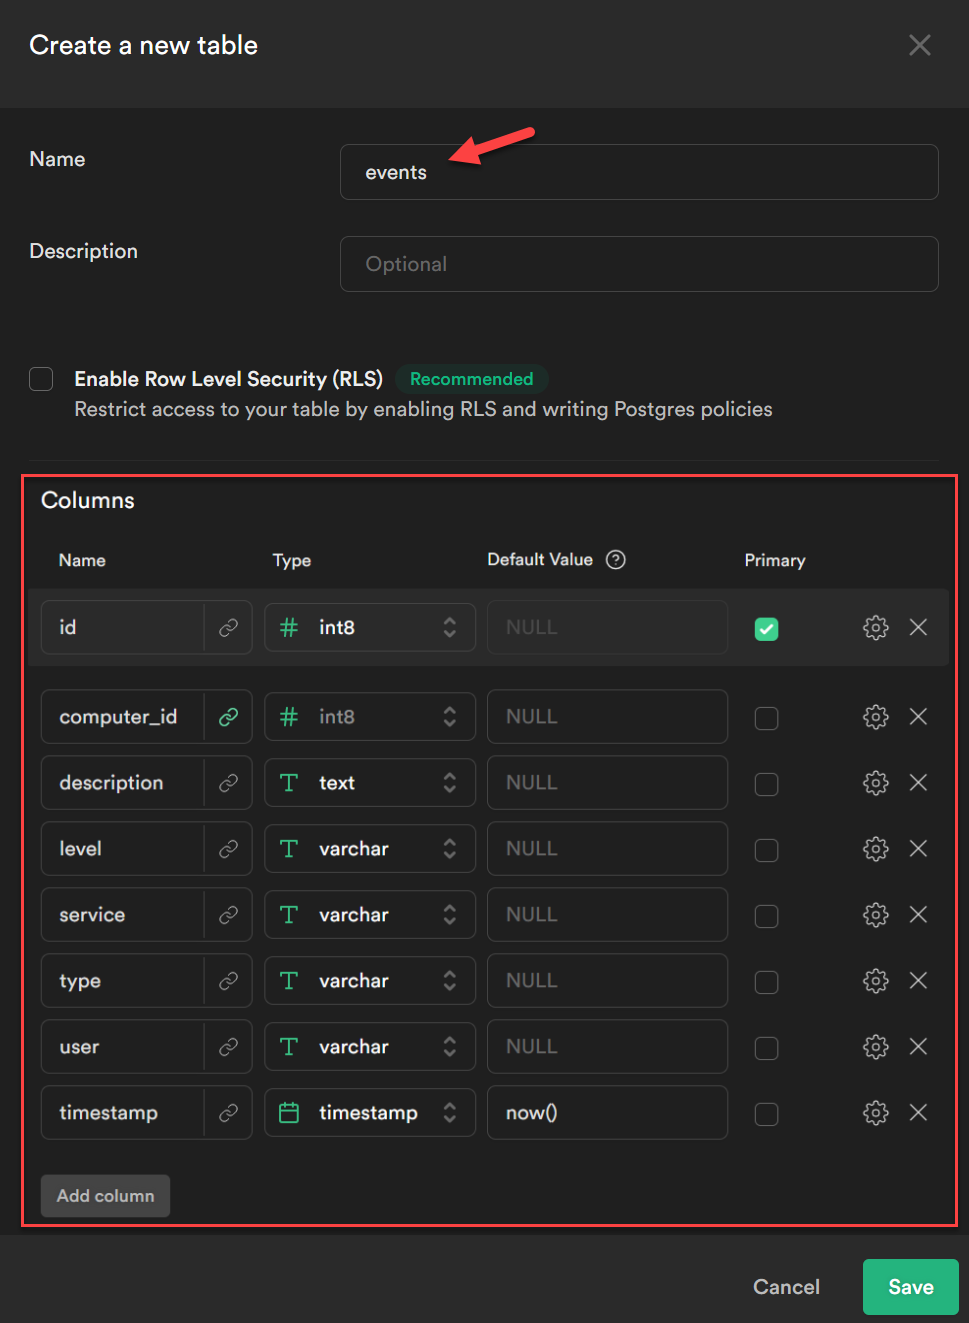 Create a new table
Name
events
Description
Optional
Enable Row Level Security (RLS) Recommended
Restrict access to your table by enabling RLS and writing Postgres policies
Columns
Name Type Default Value ? Primary
id # int8 NULL
computer_id # int8 NULL
description T text NULL
level T varchar NULL
service T varchar NULL
type T varchar NULL
user T varchar NULL
timestamp timestamp now()
Add column
Cancel Save